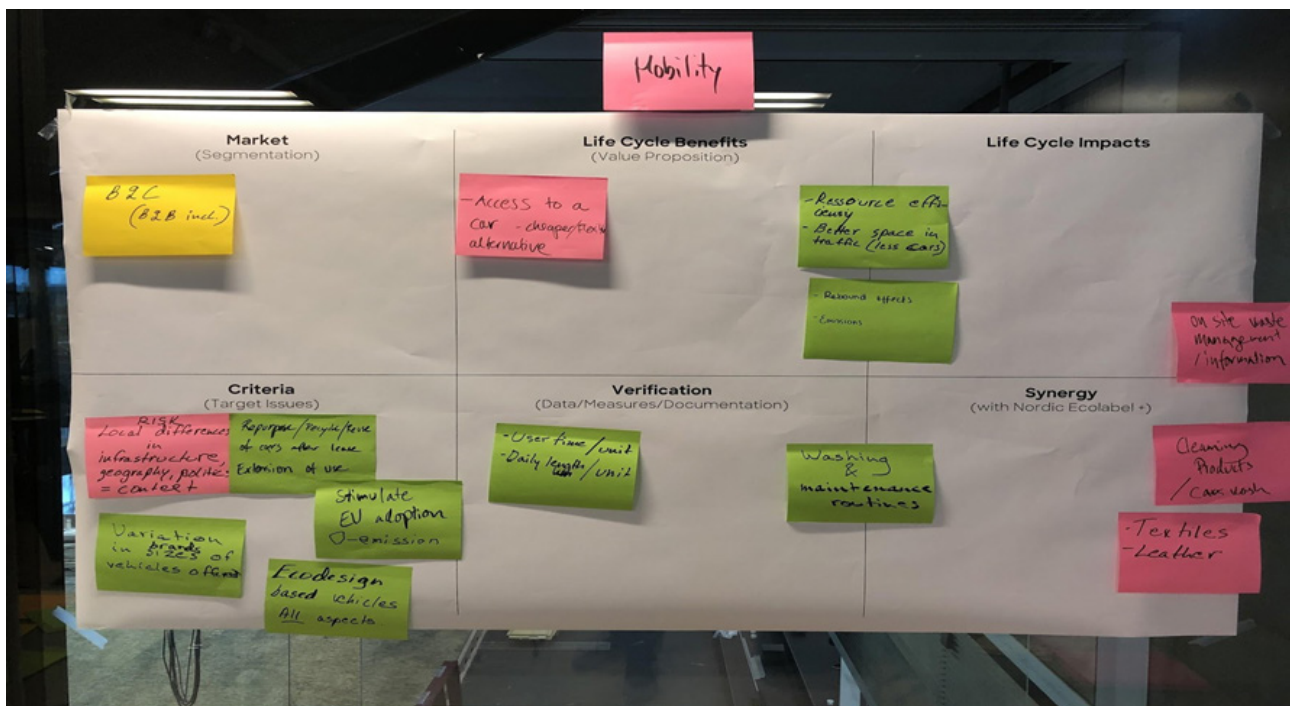 Mobility
Market
(Segmentation)
B2C
(B2B incl.)
Life Cycle Benefits
(Value Proposition)
- Access to a
car - cheaper/
alternative
Life Cycle Impacts
- Ressource effi-
- Better space in
traffic (less cars)
- Rebound effects
- Emissions
on site waste
management
/information
Criteria
(Target Issues)
RISK
Local differences
in
infrastructure,
geography, politic
= context
Repurpose/recycle/reuse
of cars after lease
Extension of use
Stimulate
EV adoption
0-emission
Variation
in brands
sizes of
vehicles offered
Ecodesign
based vehicles
All aspects
Verification
(Data/Measures/Documentation)
- User time/unit
- Daily length/unit
Washing
&
maintenance
routines
Synergy
(with Nordic Ecolabel +)
Cleaning
Products
/ Car wash
- Textiles
- Leather